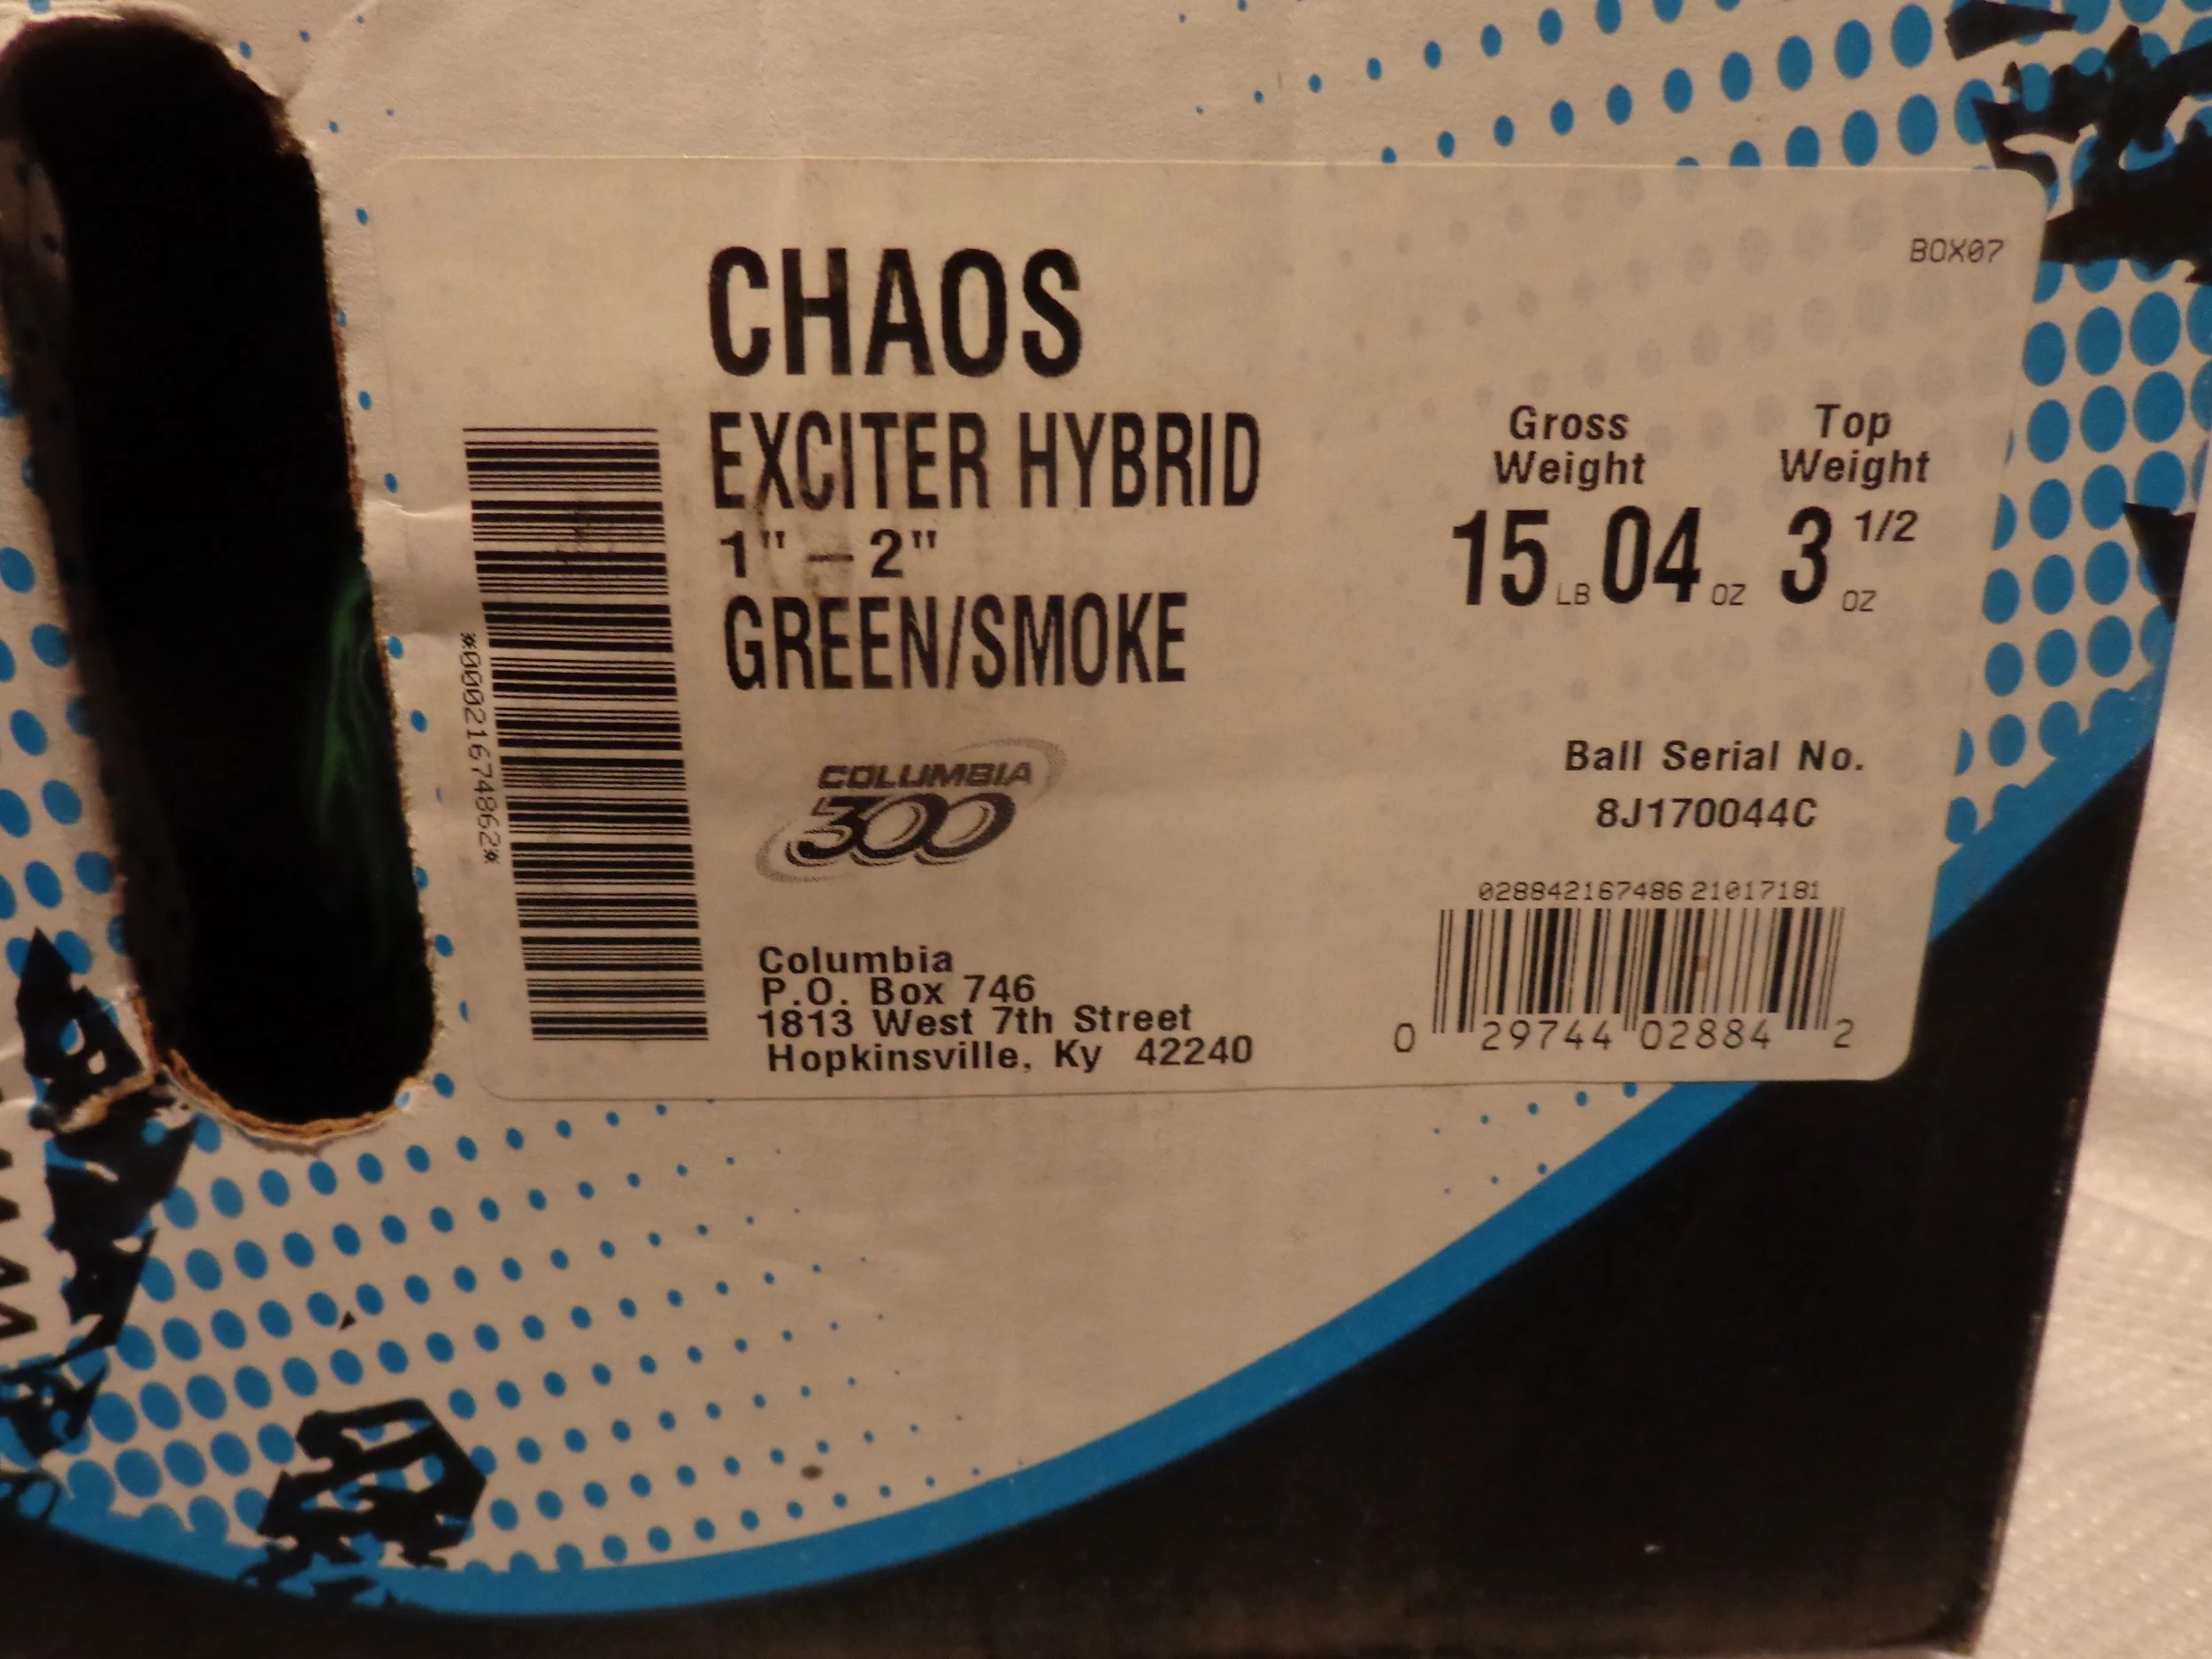 BOX07
CHAOS
EXCITER HYBRID
1" – 2"
GREEN/SMOKE
Gross Weight
Top Weight
15 LB 04 OZ
3 1/2 OZ
*00021674862*
COLUMBIA
300
Ball Serial No.
8J170044C
02884216748621017181
0 29744 02884 2
Columbia
P.O. Box 746
1813 West 7th Street
Hopkinsville, Ky 42240